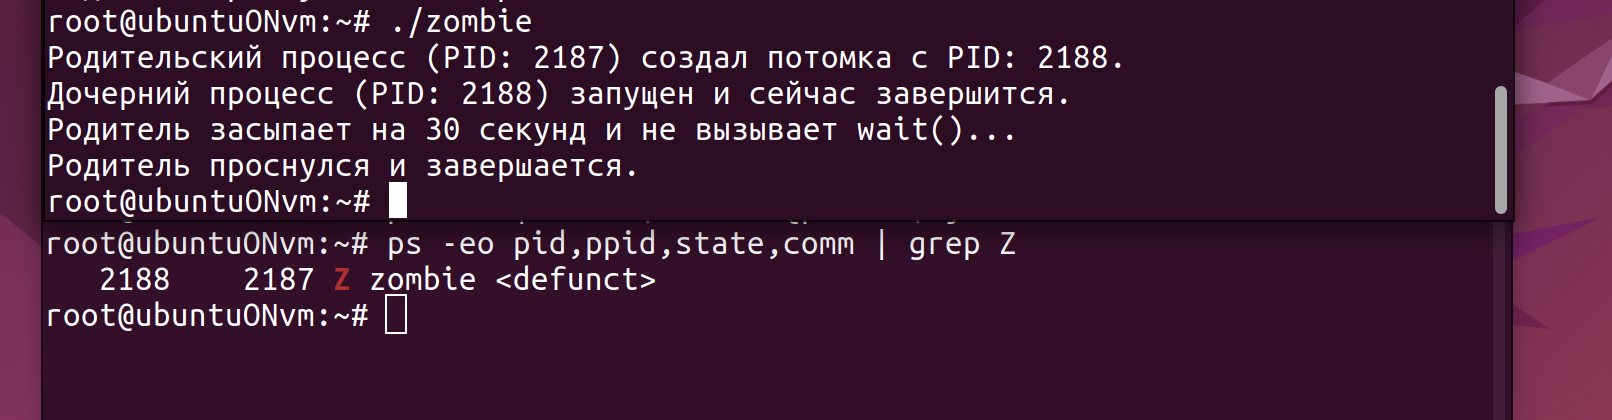 root@ubuntuONvm:~# ./zombie
Родительский процесс (PID: 2187) создал потомка с PID: 2188.
Дочерний процесс (PID: 2188) запущен и сейчас завершится.
Родитель засыпает на 30 секунд и не вызывает wait()...
Родитель проснулся и завершается.
root@ubuntuONvm:~#
root@ubuntuONvm:~# ps -eo pid,ppid,state,comm | grep Z
2188 2187 Z zombie <defunct>
root@ubuntuONvm:~#